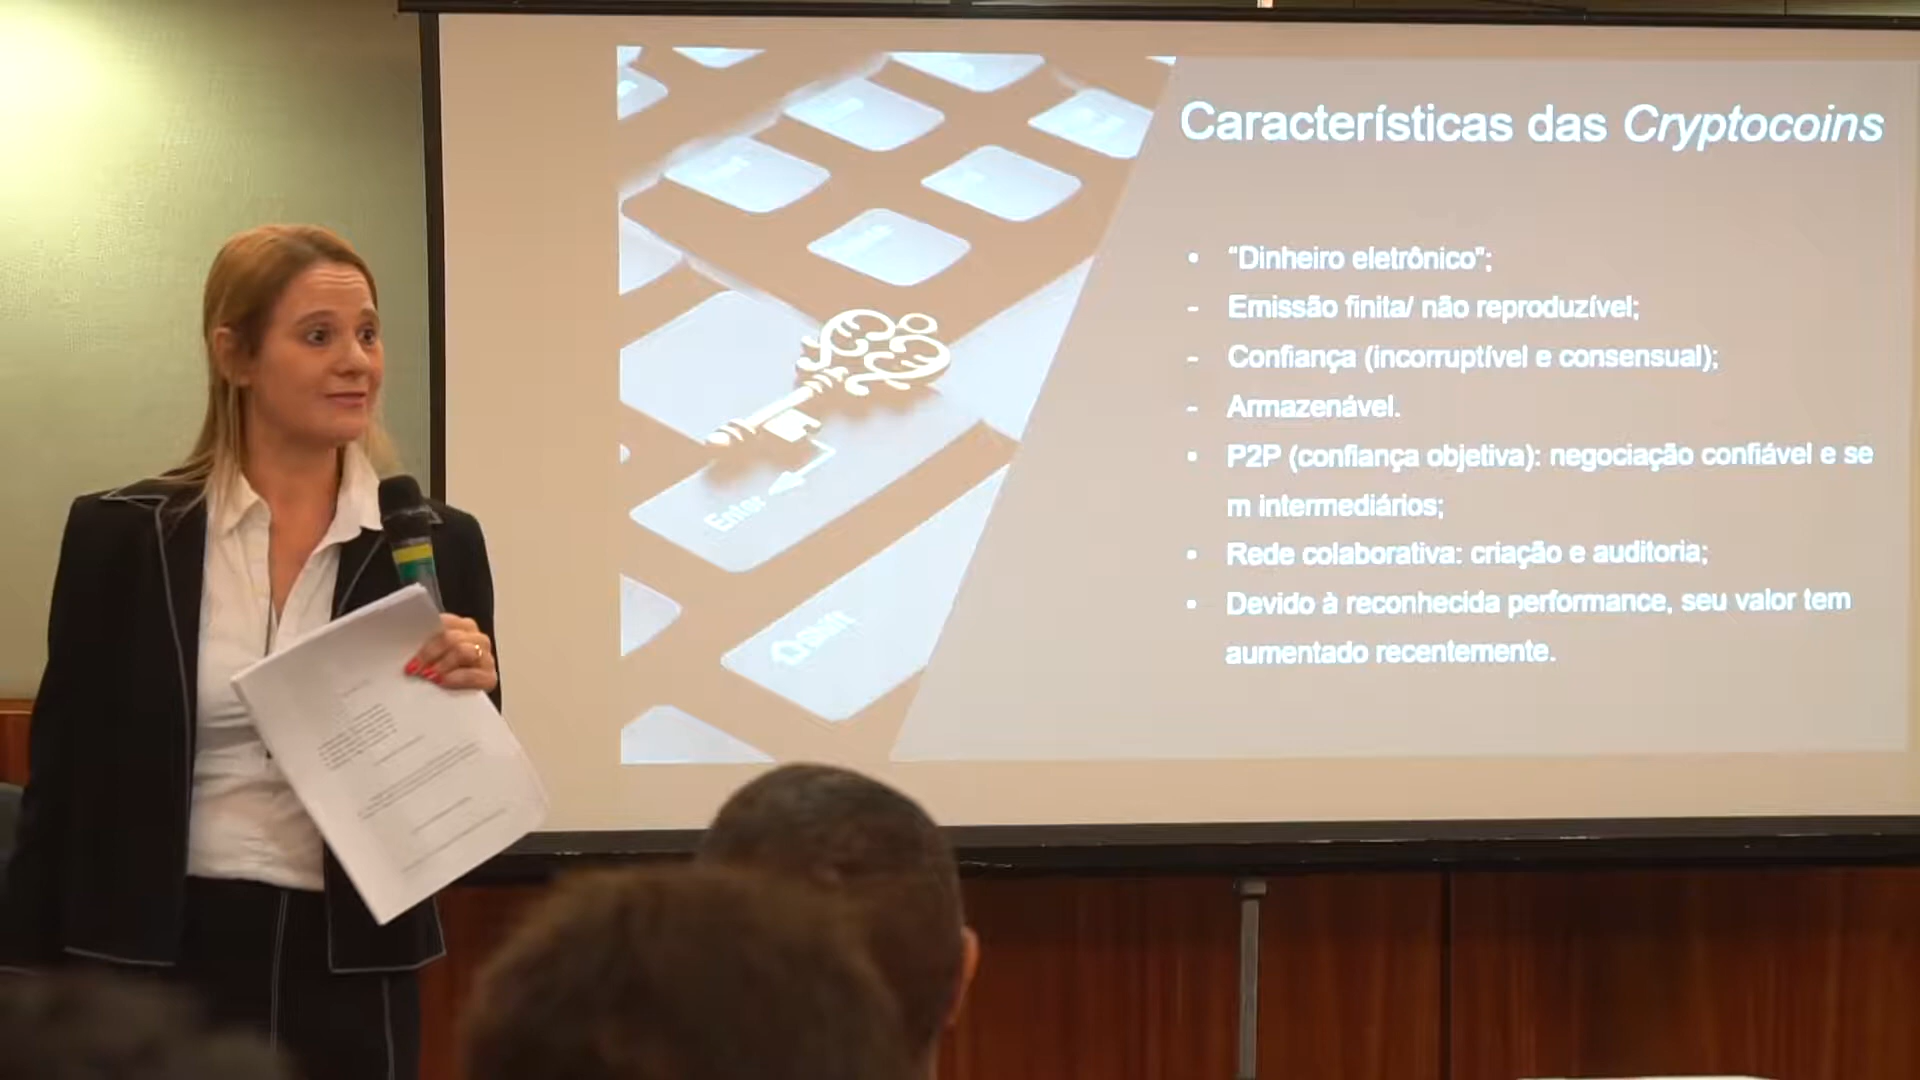 Características das Cryptocoins
• “Dinheiro eletrônico”;
- Emissão finita/ não reproduzível;
- Confiança (incorruptível e consensual);
- Armazenável.
• P2P (confiança objetiva): negociação confiável e se
m intermediários;
• Rede colaborativa: criação e auditoria;
• Devido à reconhecida performance, seu valor tem
aumentado recentemente.
Enter